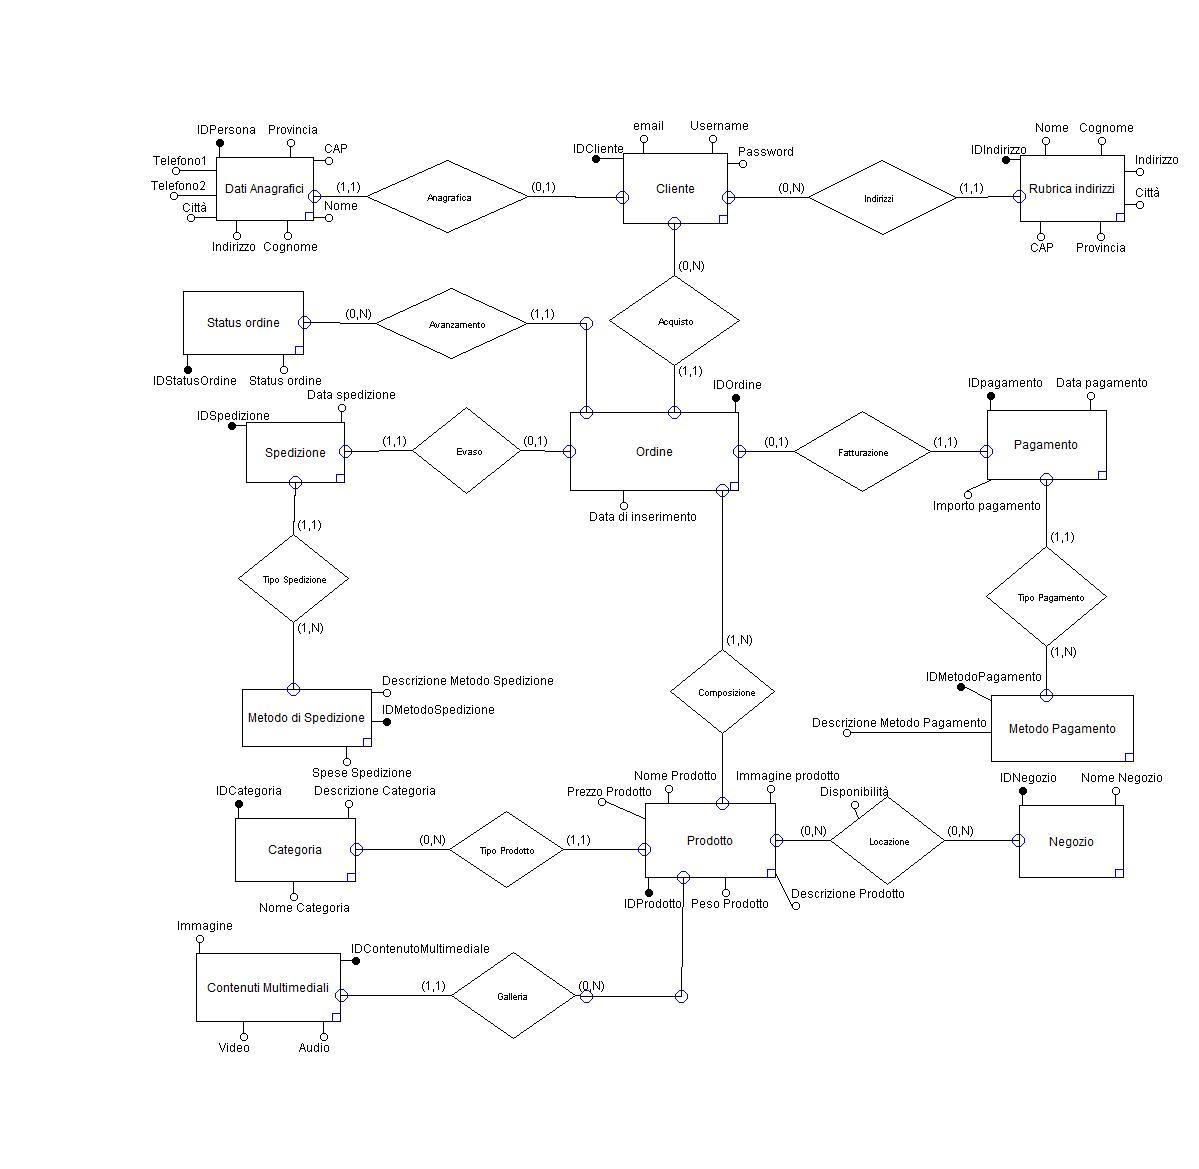 email
Username
IDPersona
Provincia
Nome
Cognome
CAP
IDCliente
Password
IDIndirizzo
Indirizzo
Telefono1
Telefono2
Dati Anagrafici
(1,1)
Anagrafica
(0,1)
Cliente
(0,N)
Indirizzi
(1,1)
Rubrica indirizzi
Città
Città
Nome
Indirizzo
Cognome
CAP
Provincia
(0,N)
Status ordine
(0,N)
Avanzamento
(1,1)
Acquisto
(1,1)
IDStatusOrdine
Status ordine
IDOrdine
IDpagamento
Data pagamento
Data spedizione
IDSpedizione
Spedizione
(1,1)
Evaso
(0,1)
Ordine
(0,1)
Fatturazione
(1,1)
Pagamento
Data di inserimento
Importo pagamento
(1,1)
(1,1)
Tipo Spedizione
Tipo Pagamento
(1,N)
(1,N)
(1,N)
Descrizione Metodo Spedizione
IDMetodoPagamento
Composizione
IDMetodoSpedizione
Metodo di Spedizione
Descrizione Metodo Pagamento
Metodo Pagamento
Spese Spedizione
Nome Prodotto
Immagine prodotto
IDNegozio
Nome Negozio
IDCategoria
Descrizione Categoria
Prezzo Prodotto
Disponibilità
Categoria
(0,N)
Tipo Prodotto
(1,1)
Prodotto
(0,N)
Locazione
(0,N)
Negozio
Nome Categoria
IDProdotto
Peso Prodotto
Descrizione Prodotto
Immagine
IDContenutoMultimediale
Contenuti Multimediali
(1,1)
Galleria
(0,N)
Video
Audio